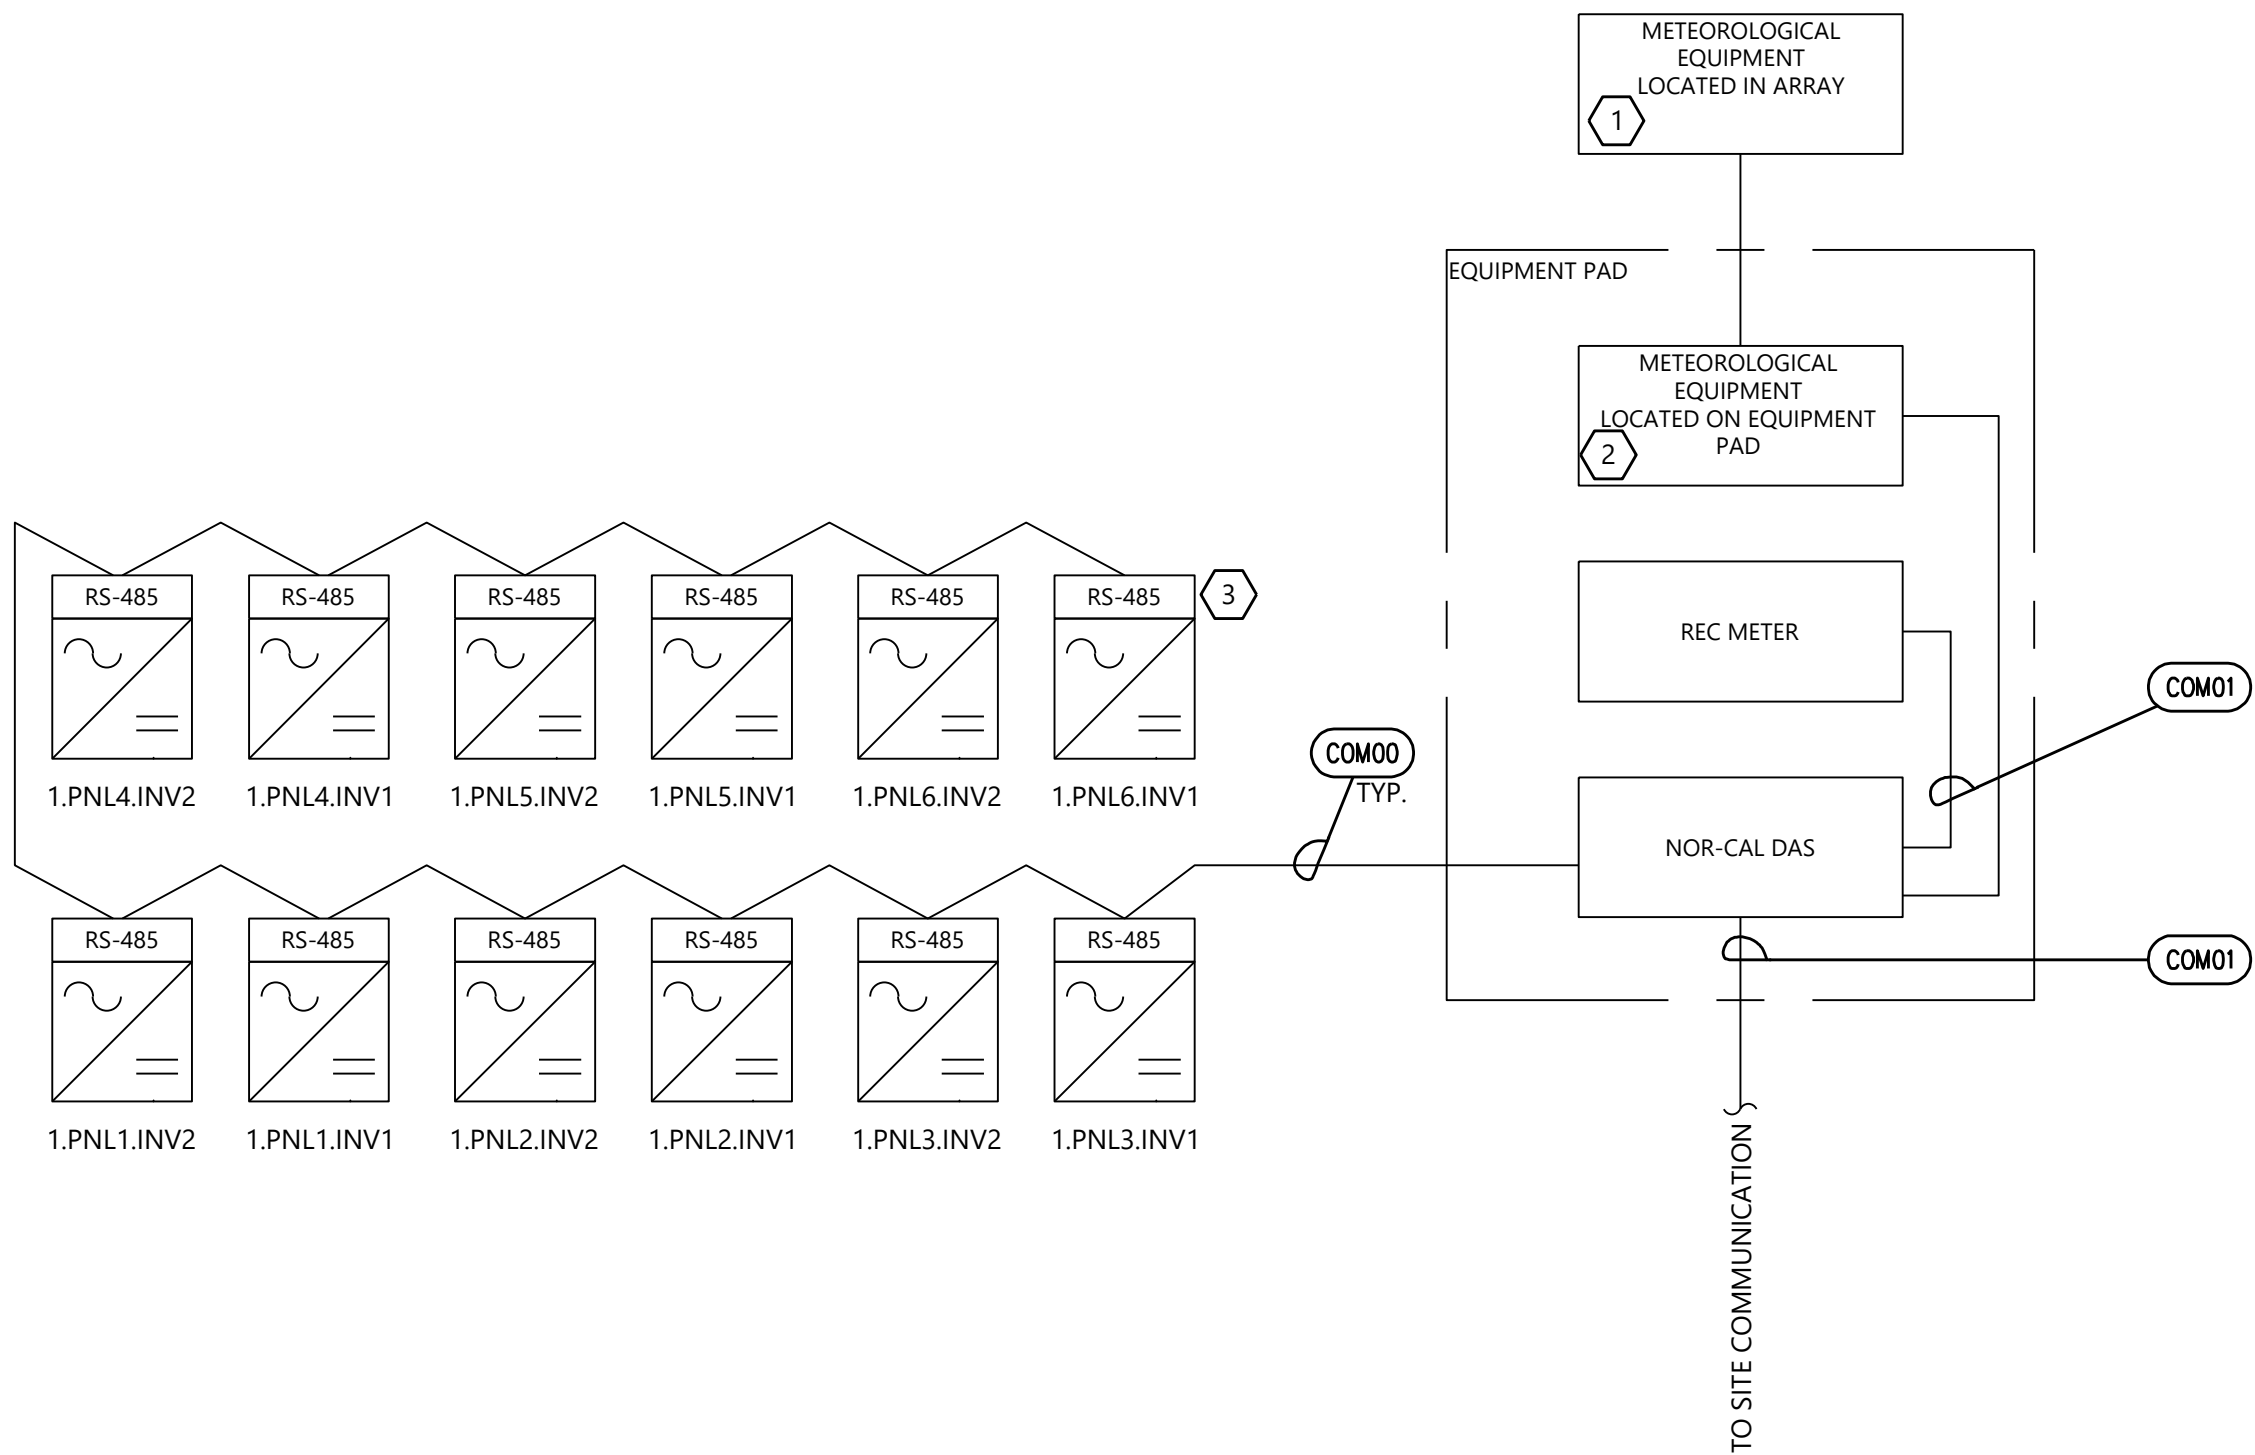 METEOROLOGICAL
EQUIPMENT
LOCATED IN ARRAY
1
EQUIPMENT PAD
METEOROLOGICAL
EQUIPMENT
LOCATED ON EQUIPMENT
PAD
2
RS-485 RS-485 RS-485 RS-485 RS-485 RS-485
3
REC METER
COM01
COM00
TYP.
1.PNL4.INV2 1.PNL4.INV1 1.PNL5.INV2 1.PNL5.INV1 1.PNL6.INV2 1.PNL6.INV1
NOR-CAL DAS
RS-485 RS-485 RS-485 RS-485 RS-485 RS-485
COM01
1.PNL1.INV2 1.PNL1.INV1 1.PNL2.INV2 1.PNL2.INV1 1.PNL3.INV2 1.PNL3.INV1
TO SITE COMMUNICATION